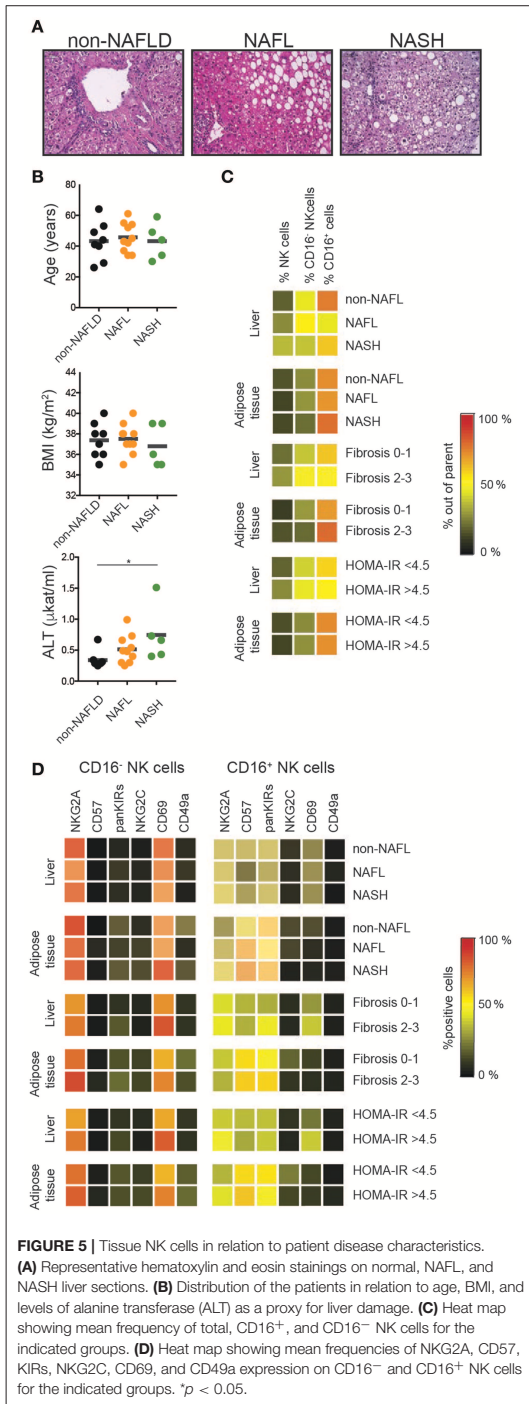 A
non-NAFLD
NAFL
NASH
B
80
60
40
20
0
Age (years)
non-NAFLD
NAFL
NASH
40
38
36
34
32
BMI (kg/m²)
non-NAFLD
NAFL
NASH
2.0
1.5
1.0
0.5
0.0
ALT (µkat/ml)
*
non-NAFLD
NAFL
NASH
C
% NK cells
% CD16⁻ NKcells
% CD16⁺ cells
Liver
non-NAFL
NAFL
NASH
Adipose tissue
non-NAFL
NAFL
NASH
Liver
Fibrosis 0-1
Fibrosis 2-3
Adipose tissue
Fibrosis 0-1
Fibrosis 2-3
Liver
HOMA-IR <4.5
HOMA-IR >4.5
Adipose tissue
HOMA-IR <4.5
HOMA-IR >4.5
% out of parent
100 %
50 %
0 %
D
CD16⁻ NK cells
CD16⁺ NK cells
NKG2A
CD57
panKIRs
NKG2C
CD69
CD49a
NKG2A
CD57
panKIRs
NKG2C
CD69
CD49a
Liver
non-NAFL
NAFL
NASH
Adipose tissue
non-NAFL
NAFL
NASH
Liver
Fibrosis 0-1
Fibrosis 2-3
Adipose tissue
Fibrosis 0-1
Fibrosis 2-3
Liver
HOMA-IR <4.5
HOMA-IR >4.5
Adipose tissue
HOMA-IR <4.5
HOMA-IR >4.5
%positive cells
100 %
50 %
0 %
FIGURE 5 | Tissue NK cells in relation to patient disease characteristics.
(A) Representative hematoxylin and eosin stainings on normal, NAFL, and
NASH liver sections. (B) Distribution of the patients in relation to age, BMI, and
levels of alanine transferase (ALT) as a proxy for liver damage. (C) Heat map
showing mean frequency of total, CD16⁺, and CD16⁻ NK cells for the
indicated groups. (D) Heat map showing mean frequencies of NKG2A, CD57,
KIRs, NKG2C, CD69, and CD49a expression on CD16⁻ and CD16⁺ NK cells
for the indicated groups. *p < 0.05.